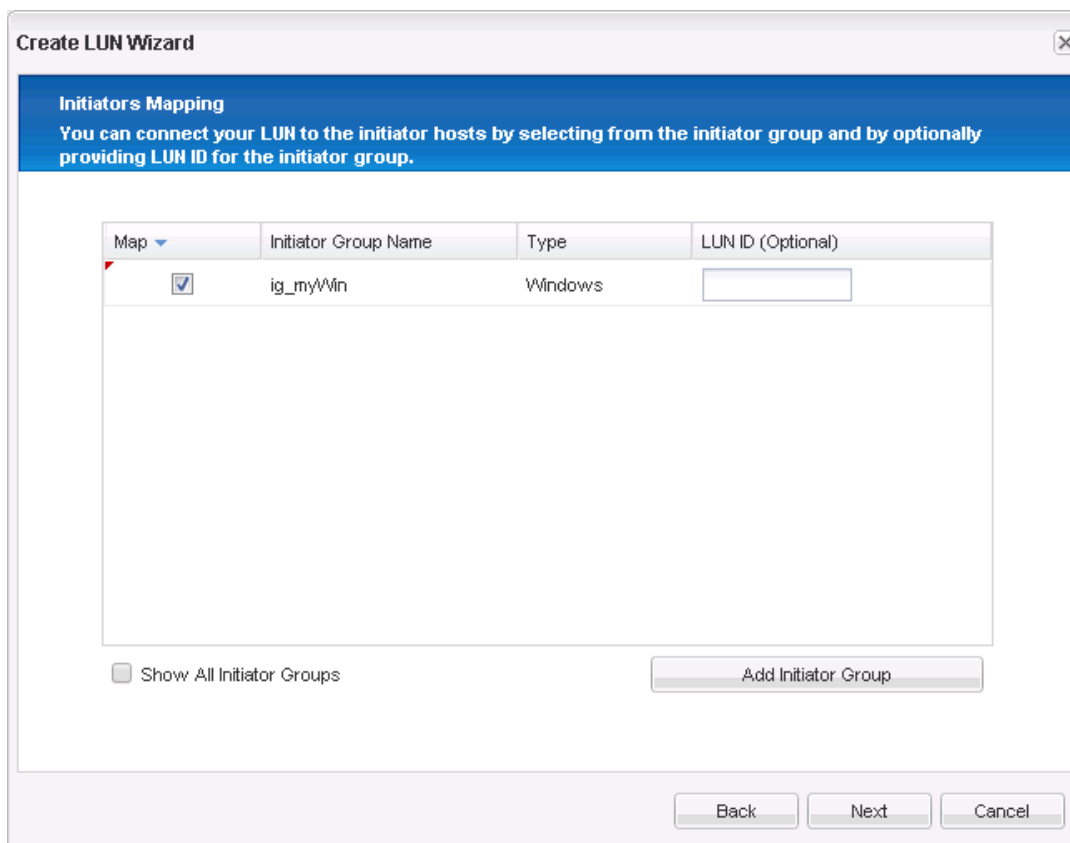 Create LUN Wizard
Initiators Mapping
You can connect your LUN to the initiator hosts by selecting from the initiator group and by optionally
providing LUN ID for the initiator group.
Map Initiator Group Name Type LUN ID (Optional)
ig_myWin Windows
Show All Initiator Groups Add Initiator Group
Back Next Cancel